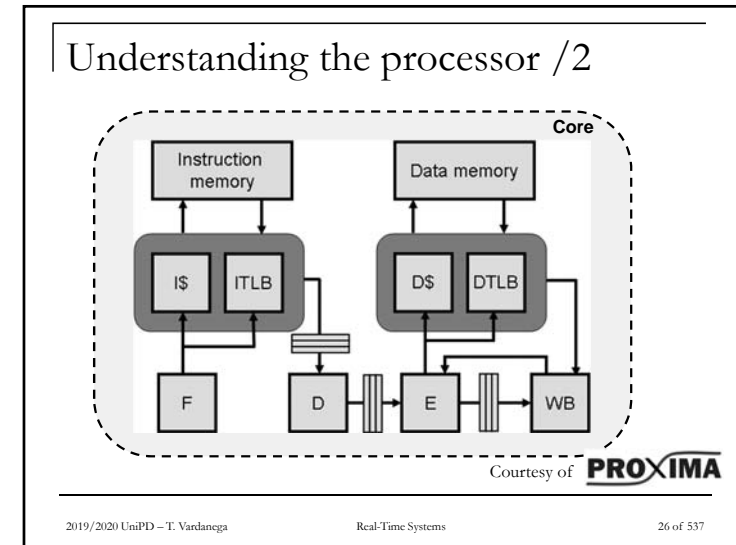 Understanding the processor /2
Core
Instruction
memory
Data memory
I$
ITLB
D$
DTLB
F
D
E
WB
Courtesy of PROXIMA
2019/2020 UniPD – T. Vardanega
Real-Time Systems
26 of 537